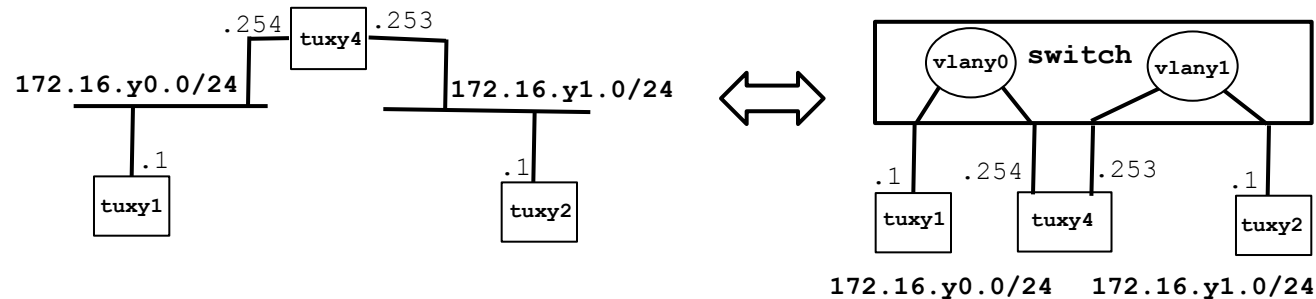 .254
tuxy4
.253
172.16.y0.0/24
172.16.y1.0/24
.1
tuxy1
.1
tuxy2
vlany0
switch
vlany1
.1
.254
.253
.1
tuxy1
tuxy4
tuxy2
172.16.y0.0/24
172.16.y1.0/24